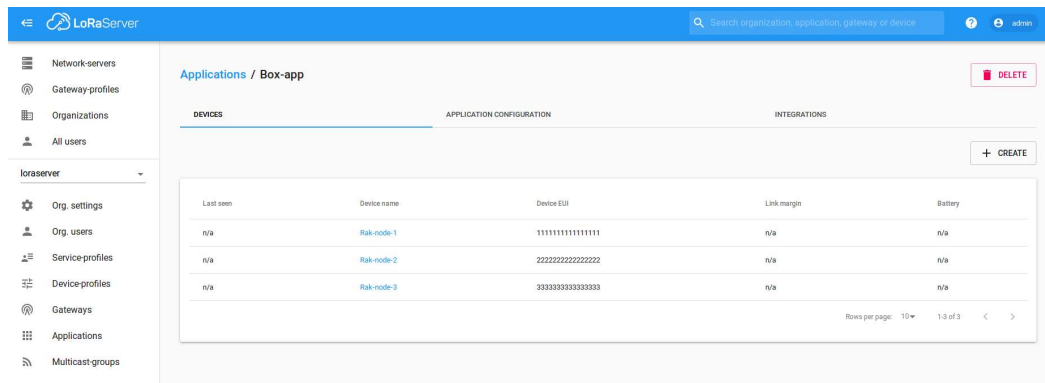 LoRaServer
Search organization, application, gateway or device
? admin
Network-servers
Gateway-profiles
Organizations
All users
loraserver
Org. settings
Org. users
Service-profiles
Device-profiles
Gateways
Applications
Multicast-groups
Applications / Box-app
DELETE
DEVICES APPLICATION CONFIGURATION INTEGRATIONS
+ CREATE
Last seen Device name Device EUI Link margin Battery
n/a Rak-node-1 1111111111111111 n/a n/a
n/a Rak-node-2 2222222222222222 n/a n/a
n/a Rak-node-3 3333333333333333 n/a n/a
Rows per page: 10 1-3 of 3 < >